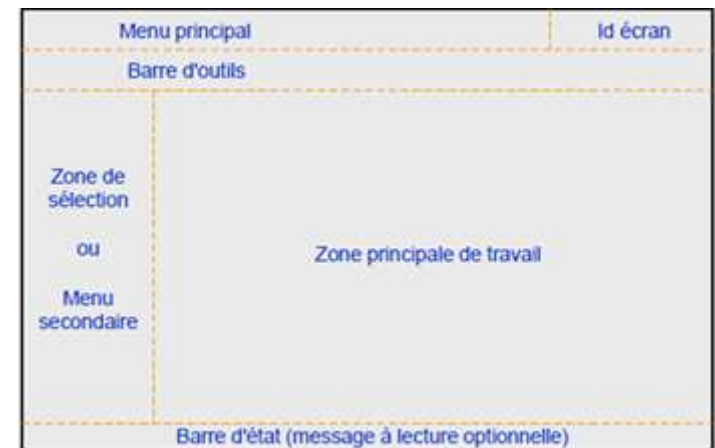 Menu principal
Id écran
Barre d'outils
Zone de
sélection
ou
Menu
secondaire
Zone principale de travail
Barre d'état (message à lecture optionnelle)